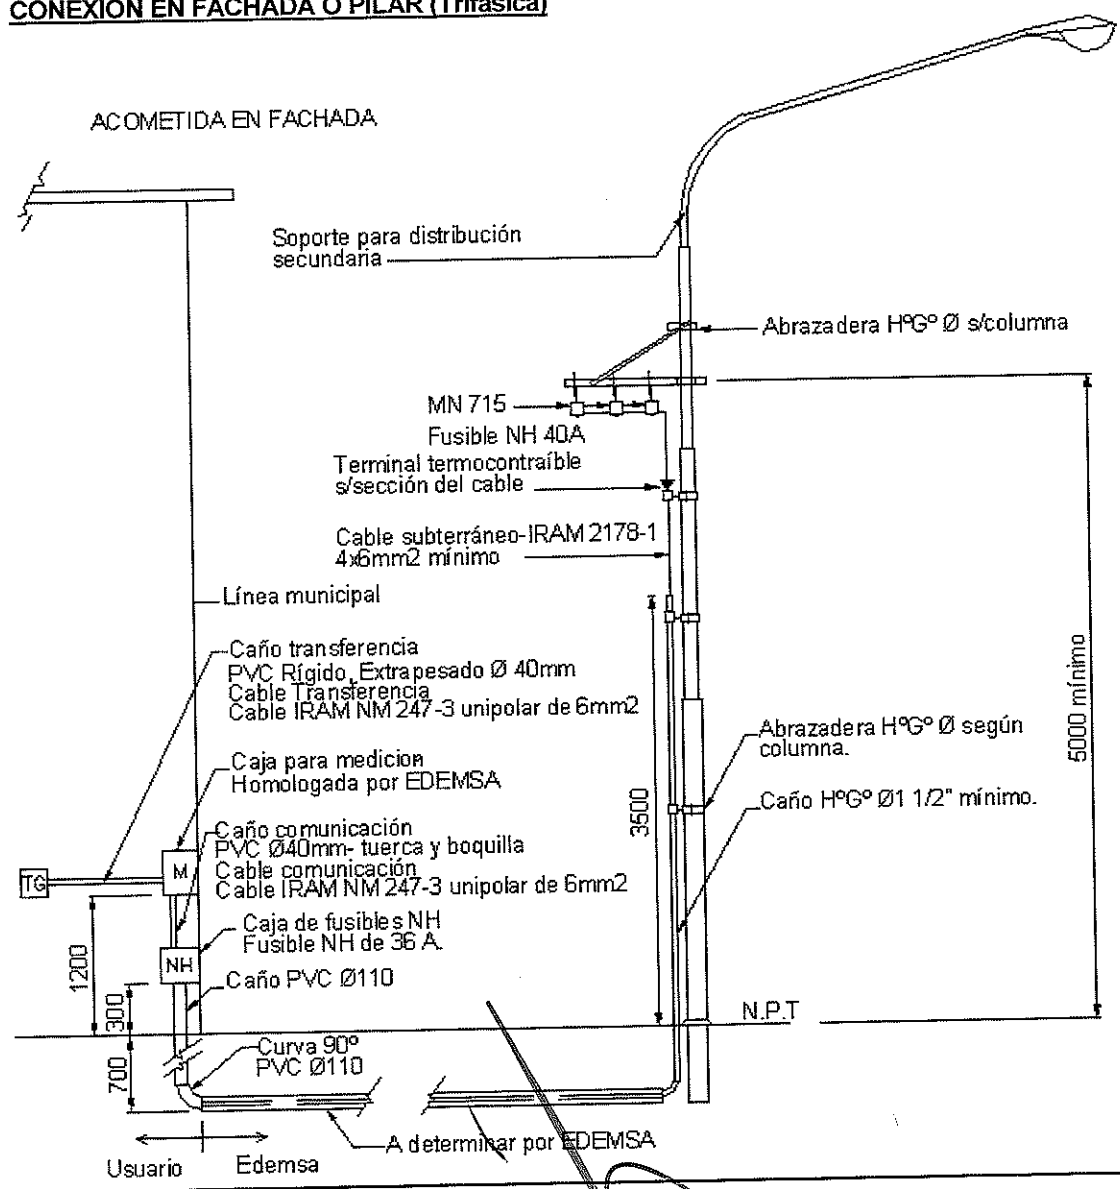 CONEXIÓN EN FACHADA O PILAR (Trifásica)
ACOMETIDA EN FACHADA
Soporte para distribución
secundaria
Abrazadera HºGº Ø s/columna
MN 715
Fusible NH 40A
Terminal termocontraíble
s/sección del cable
Cable subterráneo-IRAM 2178-1
4x6mm2 mínimo
Línea municipal
Caño transferencia
PVC Rígido, Extrapesado Ø 40mm
Cable Transferencia
Cable IRAM NM 247-3 unipolar de 6mm2
Caja para medicion
Homologada por EDEMSA
Caño comunicación
PVC Ø40mm- tuerca y boquilla
Cable comunicación
Cable IRAM NM 247-3 unipolar de 6mm2
Caja de fusibles NH
Fusible NH de 36 A.
Caño PVC Ø110
Abrazadera HºGº Ø según
columna.
Caño HºGº Ø1 1/2" mínimo.
5000 mínimo
3500
TG
M
NH
1200
300
700
N.P.T
Curva 90º
PVC Ø110
A determinar por EDEMSA
Usuario
Edemsa